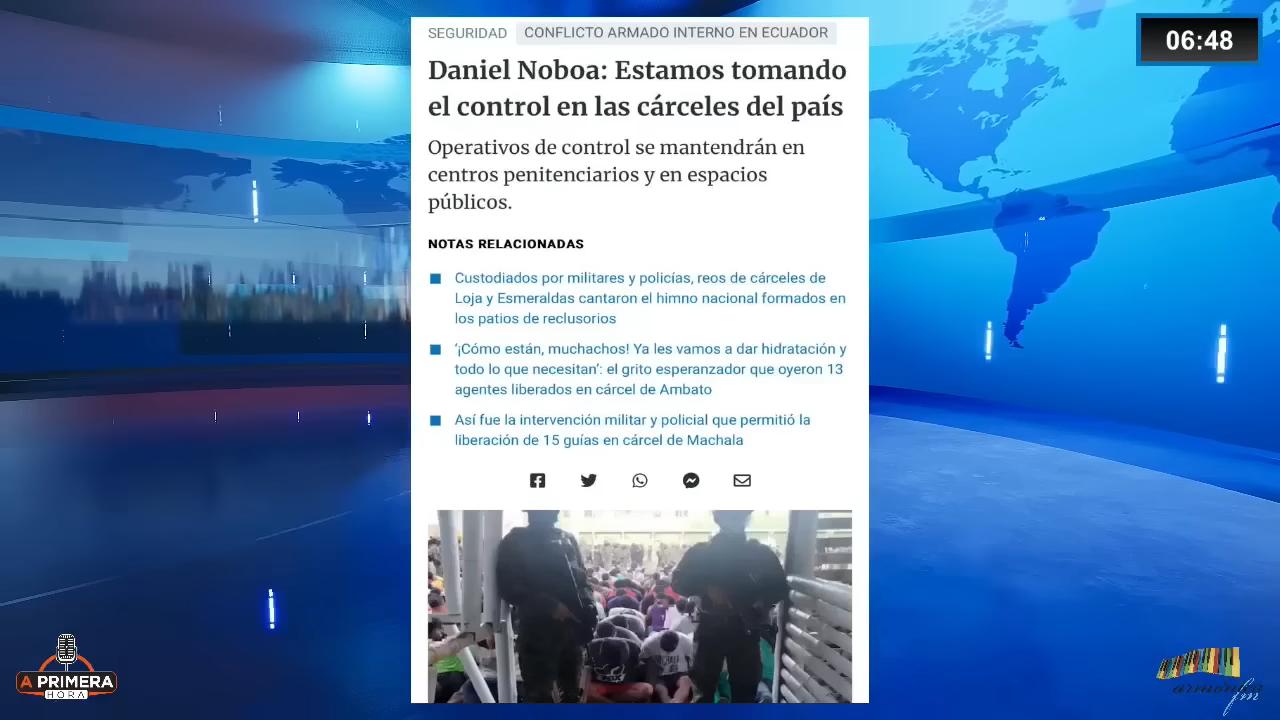 SEGURIDAD
CONFLICTO ARMADO INTERNO EN ECUADOR
06:48
Daniel Noboa: Estamos tomando
el control en las cárceles del país
Operativos de control se mantendrán en
centros penitenciarios y en espacios
públicos.
NOTAS RELACIONADAS
Custodiados por militares y policías, reos de cárceles de
Loja y Esmeraldas cantaron el himno nacional formados en
los patios de reclusorios
'¡Cómo están, muchachos! Ya les vamos a dar hidratación y
todo lo que necesitan': el grito esperanzador que oyeron 13
agentes liberados en cárcel de Ambato
Así fue la intervención militar y policial que permitió la
liberación de 15 guías en cárcel de Machala
A PRIMERA
HORA
fm